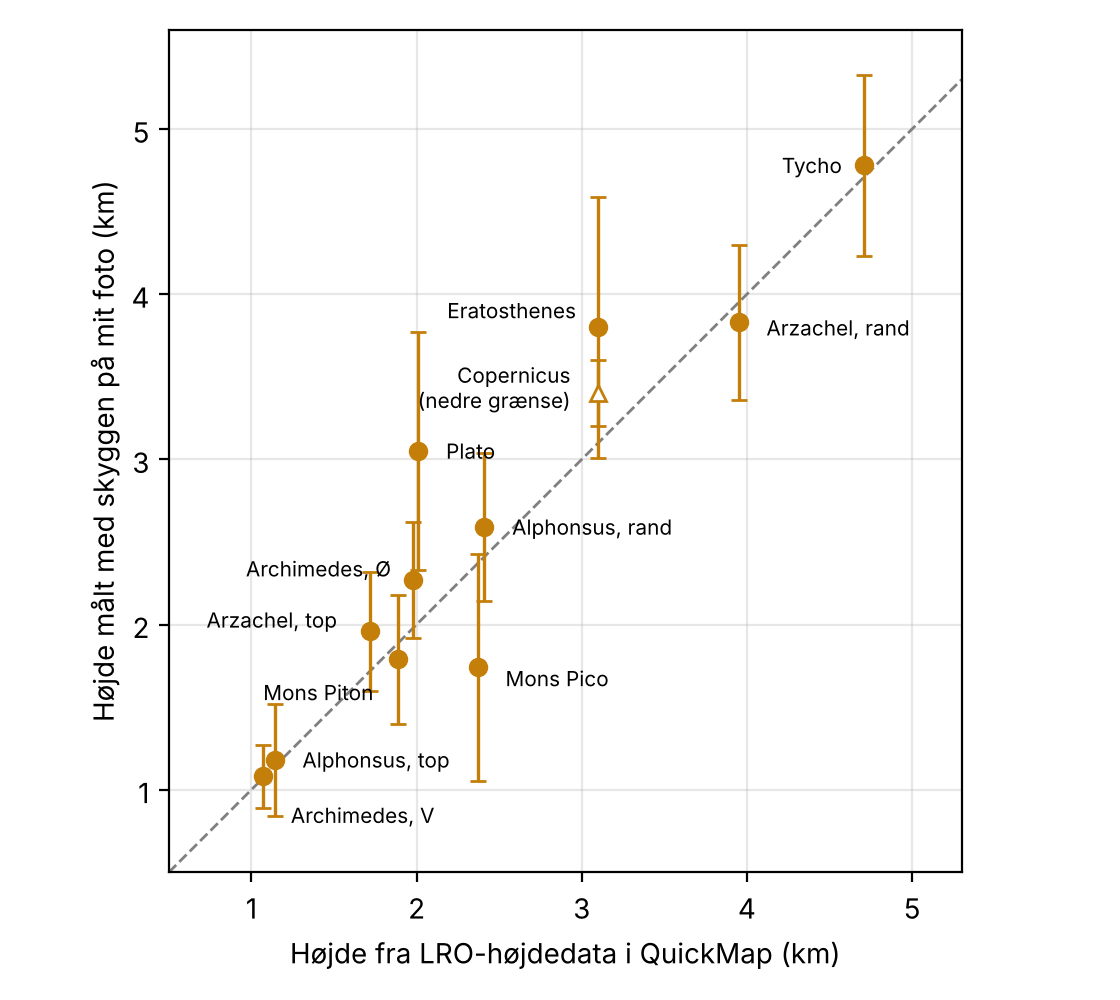 5
4
3
2
1
Højde målt med skyggen på mit foto (km)
Tycho
Eratosthenes
Arzachel, rand
Copernicus
(nedre grænse)
Plato
Alphonsus, rand
Archimedes, Ø
Arzachel, top
Mons Pico
Mons Piton
Alphonsus, top
Archimedes, V
1 2 3 4 5
Højde fra LRO-højdedata i QuickMap (km)